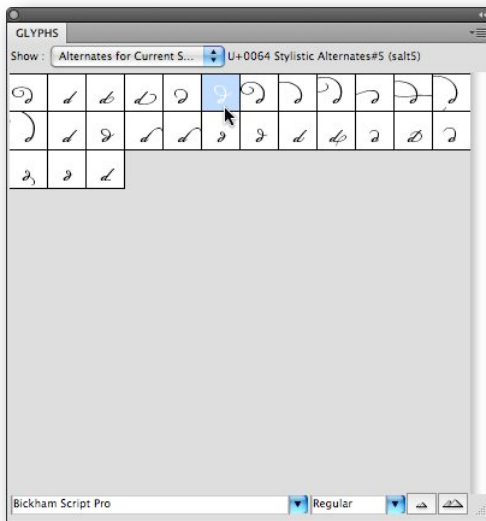 GLYPHS
Show : Alternates for Current S... U+0064 Stylistic Alternates#5 (salt5)
d d d d d d d d d d d d
d d d d d d d d d d d d
d d d
Bickham Script Pro Regular